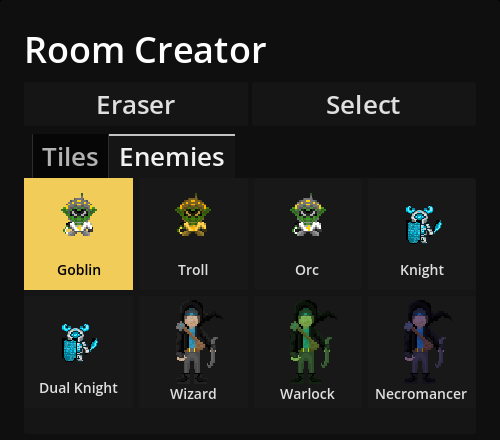 Room Creator
Eraser Select
Tiles Enemies
Goblin Troll Orc Knight
Dual Knight Wizard Warlock Necromancer